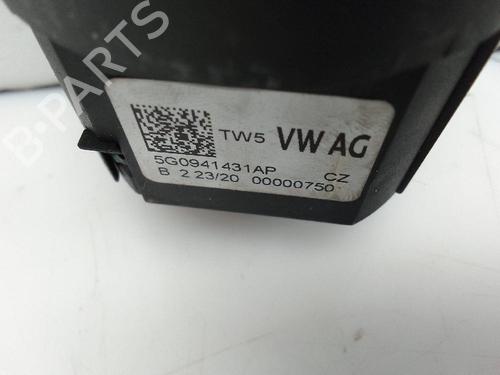 B-PARTS
TW5 VW AG
5G0941431AP CZ
B 2 23/20 00000750